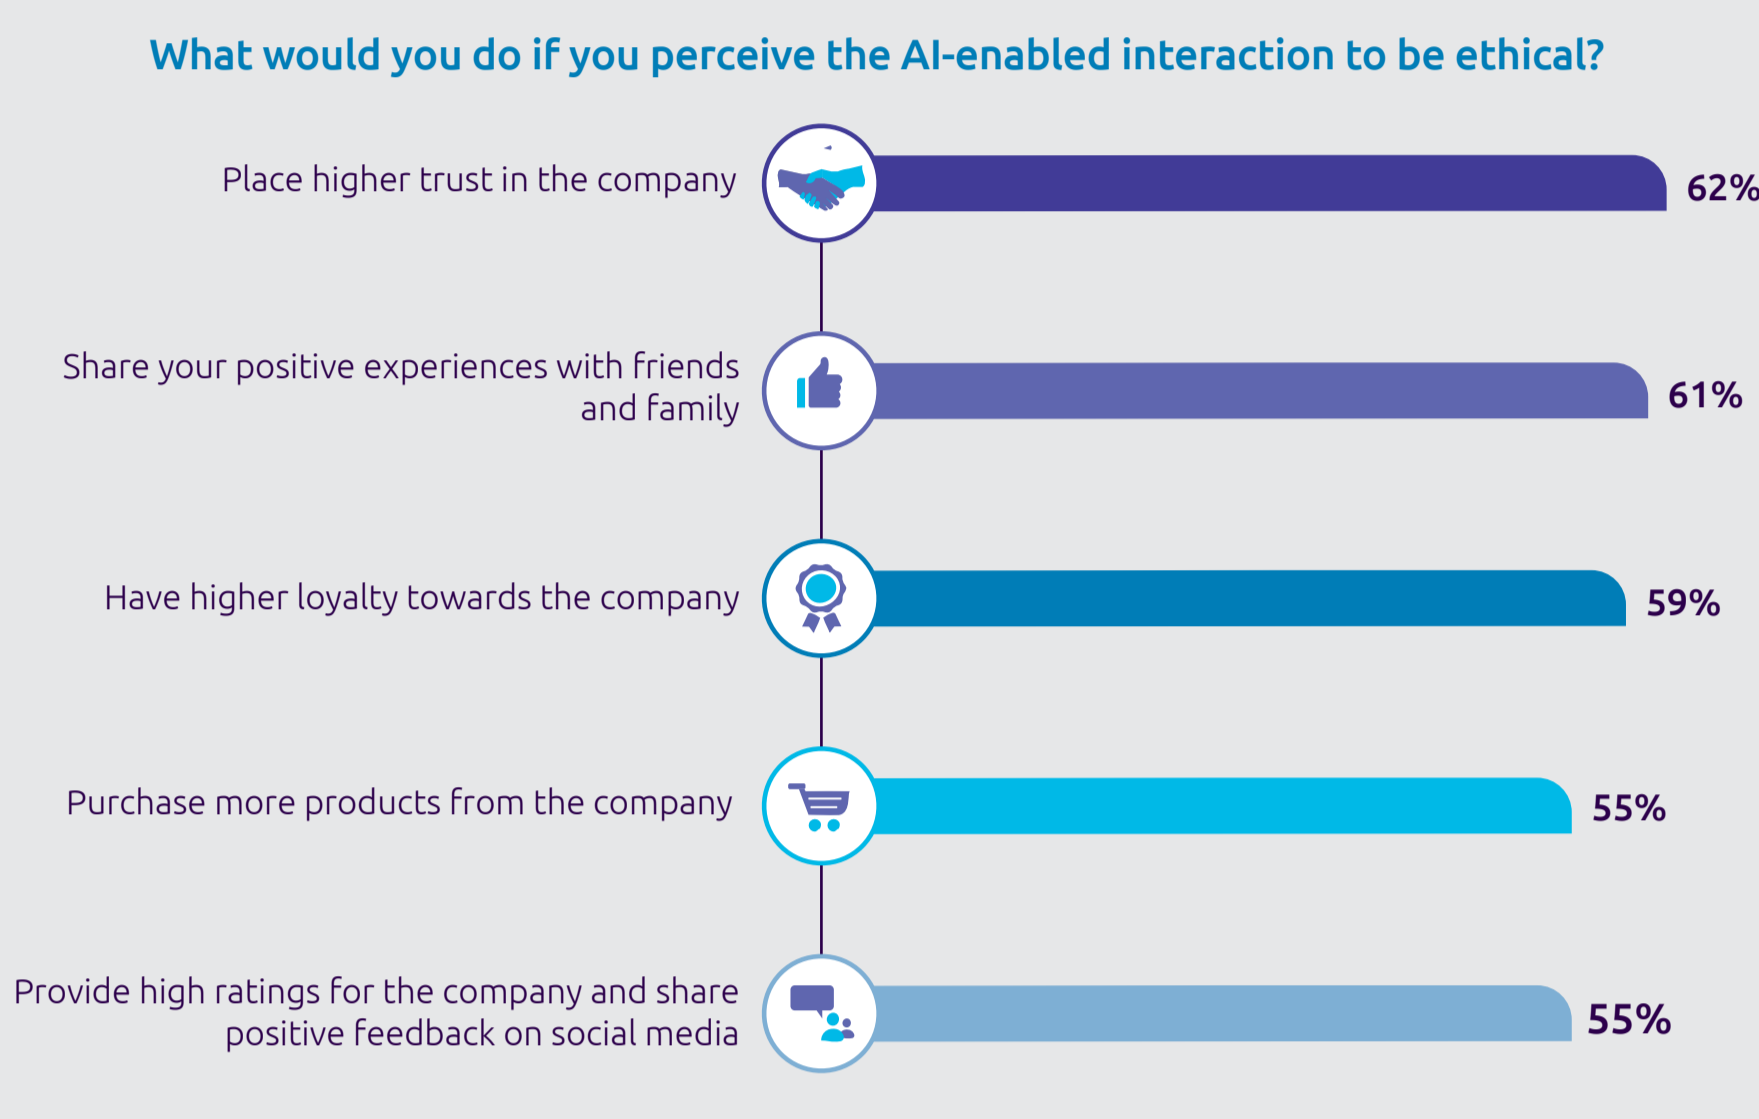 What would you do if you perceive the AI-enabled interaction to be ethical?
Place higher trust in the company
62%
Share your positive experiences with friends
and family
61%
Have higher loyalty towards the company
59%
Purchase more products from the company
55%
Provide high ratings for the company and share
positive feedback on social media
55%